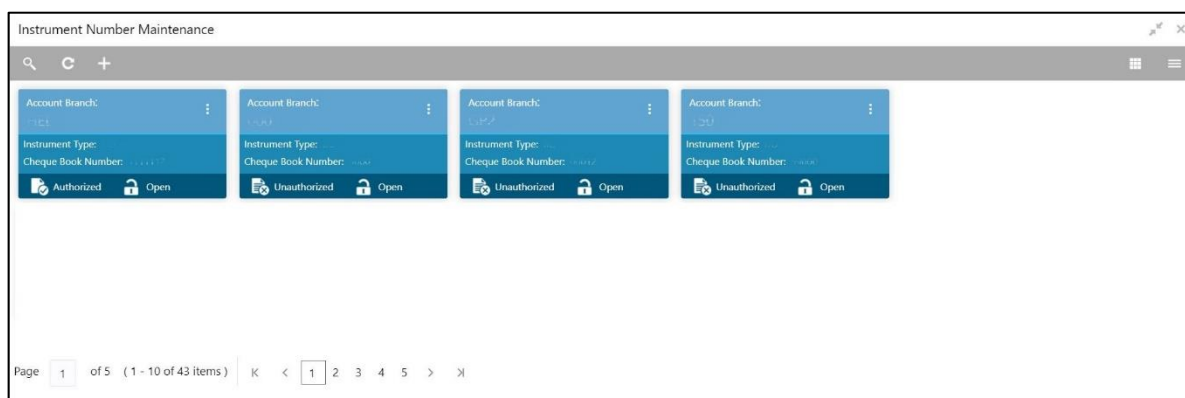 Instrument Number Maintenance
Account Branch:
Instrument Type:
Cheque Book Number:
Authorized Open
Account Branch:
Instrument Type:
Cheque Book Number:
Unauthorized Open
Account Branch:
Instrument Type:
Cheque Book Number:
Unauthorized Open
Account Branch:
Instrument Type:
Cheque Book Number:
Unauthorized Open
Page 1 of 5 ( 1 - 10 of 43 items ) 1 2 3 4 5